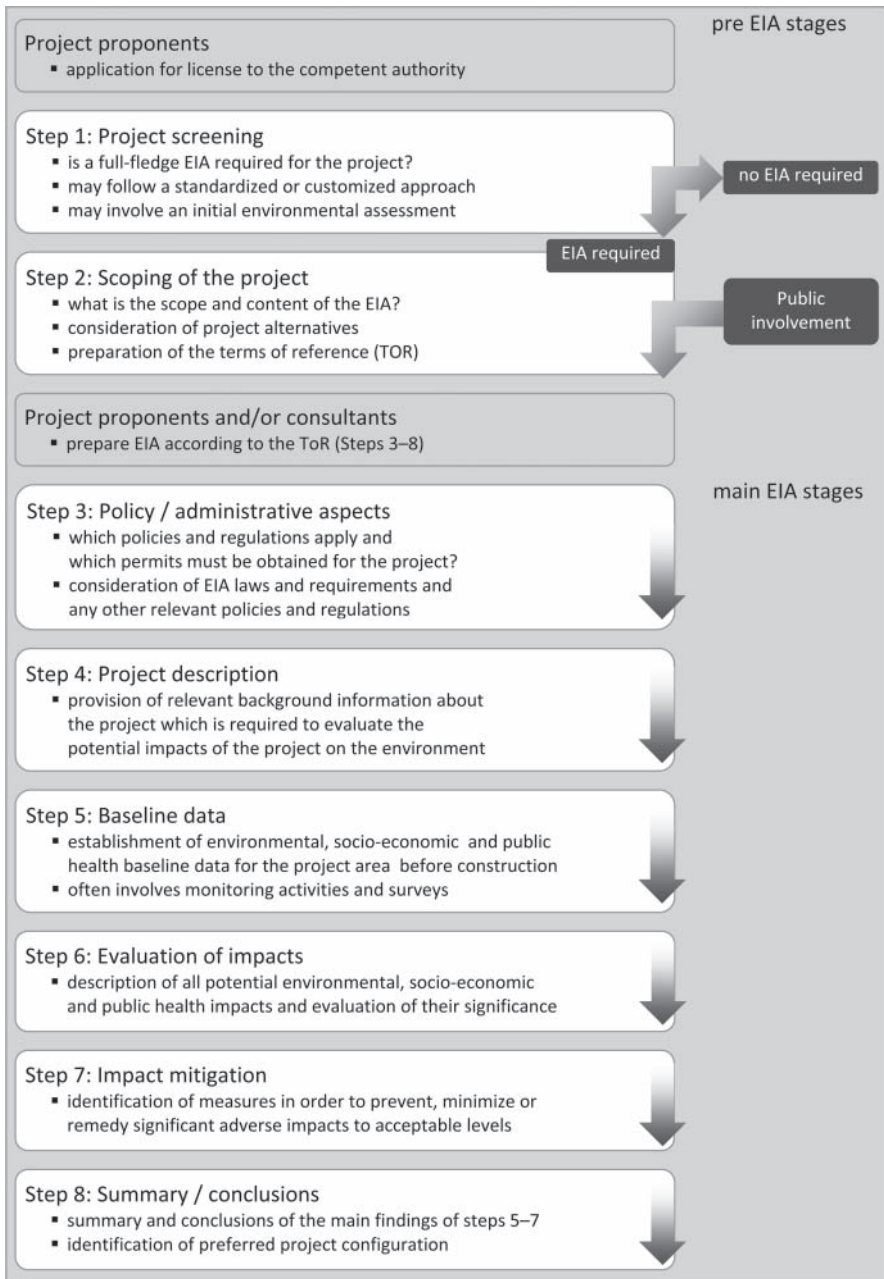 pre EIA stages
Project proponents
▪ application for license to the competent authority
Step 1: Project screening
▪ is a full-fledge EIA required for the project?
▪ may follow a standardized or customized approach
▪ may involve an initial environmental assessment
no EIA required
EIA required
Step 2: Scoping of the project
▪ what is the scope and content of the EIA?
▪ consideration of project alternatives
▪ preparation of the terms of reference (TOR)
Public
involvement
Project proponents and/or consultants
▪ prepare EIA according to the ToR (Steps 3–8)
main EIA stages
Step 3: Policy / administrative aspects
▪ which policies and regulations apply and
which permits must be obtained for the project?
▪ consideration of EIA laws and requirements and
any other relevant policies and regulations
Step 4: Project description
▪ provision of relevant background information about
the project which is required to evaluate the
potential impacts of the project on the environment
Step 5: Baseline data
▪ establishment of environmental, socio-economic and public
health baseline data for the project area before construction
▪ often involves monitoring activities and surveys
Step 6: Evaluation of impacts
▪ description of all potential environmental, socio-economic
and public health impacts and evaluation of their significance
Step 7: Impact mitigation
▪ identification of measures in order to prevent, minimize or
remedy significant adverse impacts to acceptable levels
Step 8: Summary / conclusions
▪ summary and conclusions of the main findings of steps 5–7
▪ identification of preferred project configuration